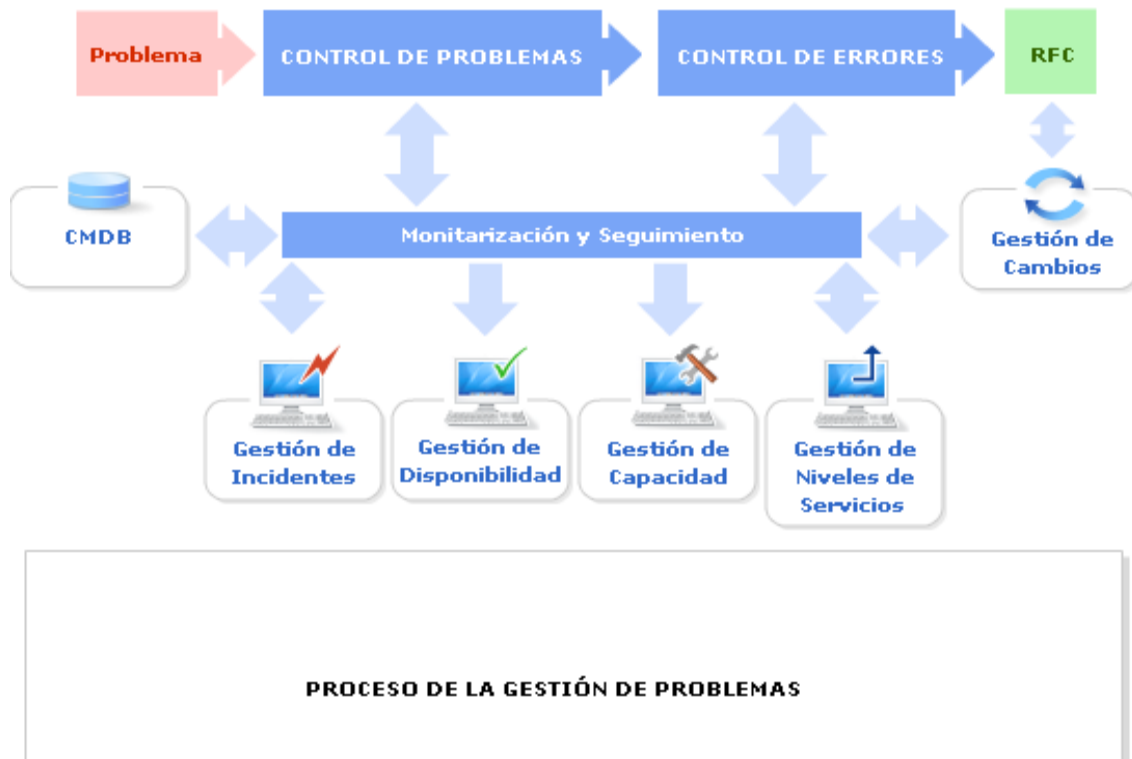 Problema
CONTROL DE PROBLEMAS
CONTROL DE ERRORES
RFC
CMDB
Monitarización y Seguimiento
Gestión de
Cambios
Gestión de
Incidentes
Gestión de
Disponibilidad
Gestión de
Capacidad
Gestión de
Niveles de
Servicios
PROCESO DE LA GESTIÓN DE PROBLEMAS